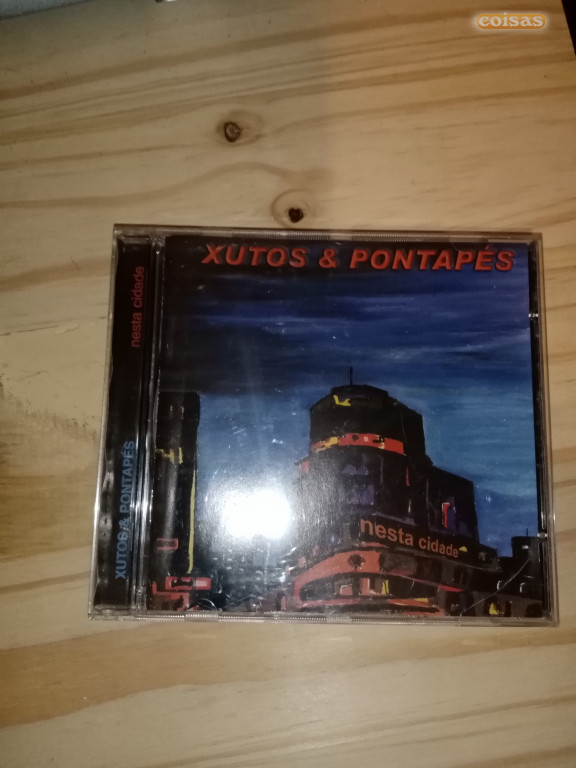 coisas
XUTOS & PONTAPÉS
nesta cidade
nesta cidade
XUTOS & PONTAPÉS